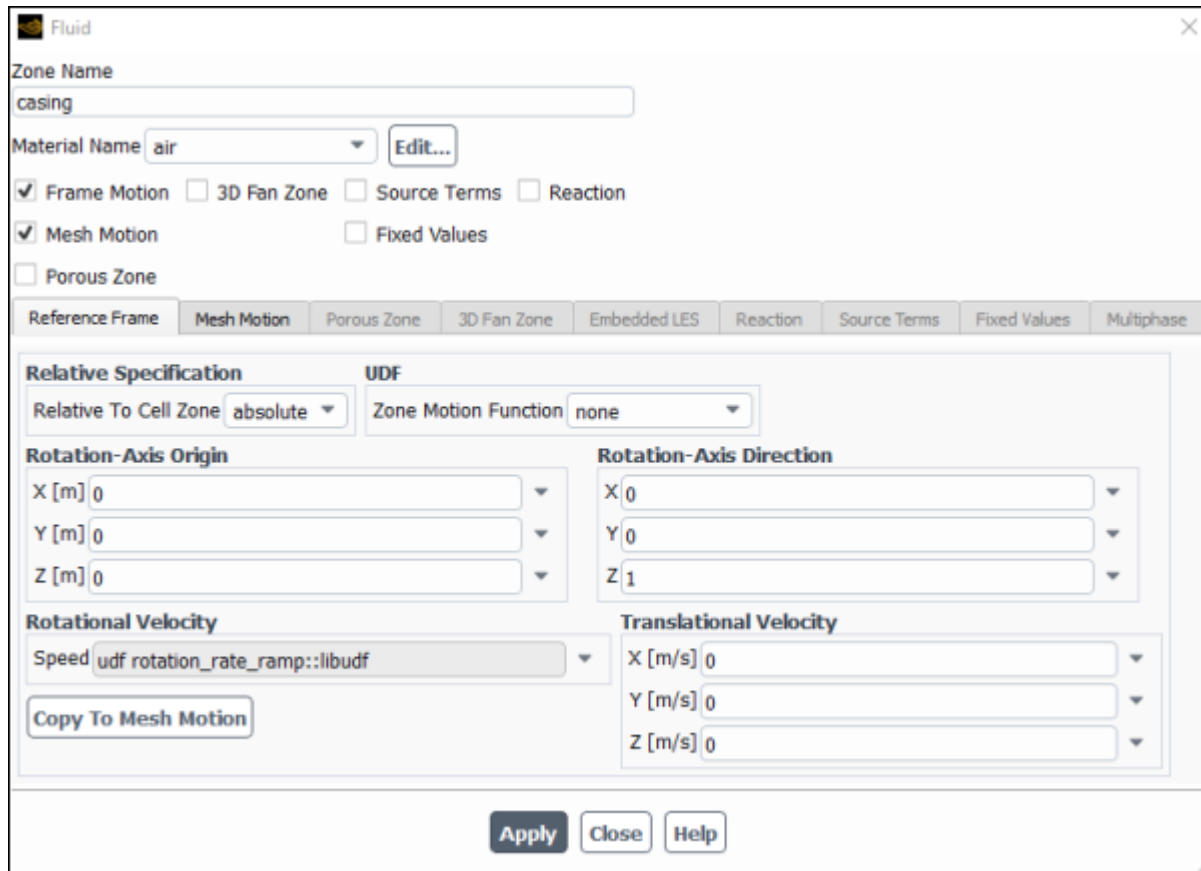 Fluid
Zone Name
casing
Material Name air Edit...
Frame Motion 3D Fan Zone Source Terms Reaction
Mesh Motion Fixed Values
Porous Zone
Reference Frame Mesh Motion Porous Zone 3D Fan Zone Embedded LES Reaction Source Terms Fixed Values Multiphase
Relative Specification UDF
Relative To Cell Zone absolute Zone Motion Function none
Rotation-Axis Origin Rotation-Axis Direction
X [m] 0 X 0
Y [m] 0 Y 0
Z [m] 0 Z 1
Rotational Velocity Translational Velocity
Speed udf rotation_rate_ramp::libudf X [m/s] 0
Copy To Mesh Motion Y [m/s] 0
Z [m/s] 0
Apply Close Help